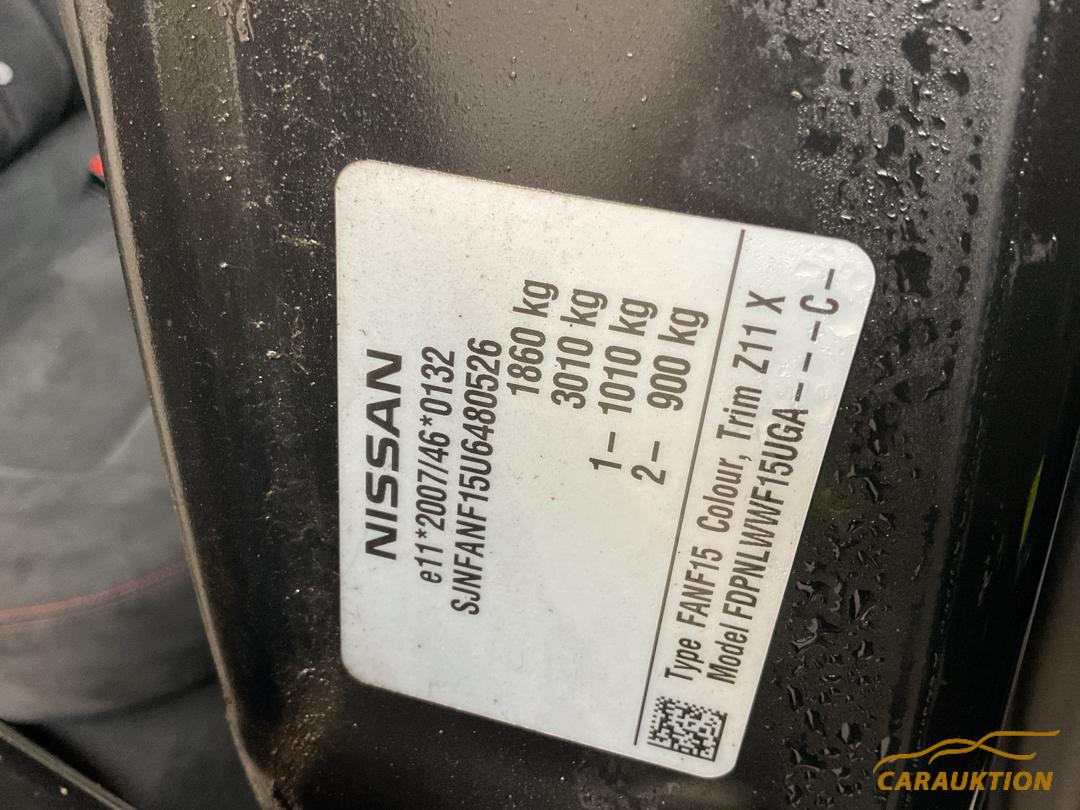 NISSAN
e11*2007/46*0132
SJNFANF15U6480526
1860 kg
3010 kg
1– 1010 kg
2– 900 kg
Type FANF15 Colour, Trim Z11 X
Model FDPNLWWF15UGA– – – C –
CARAUKTION